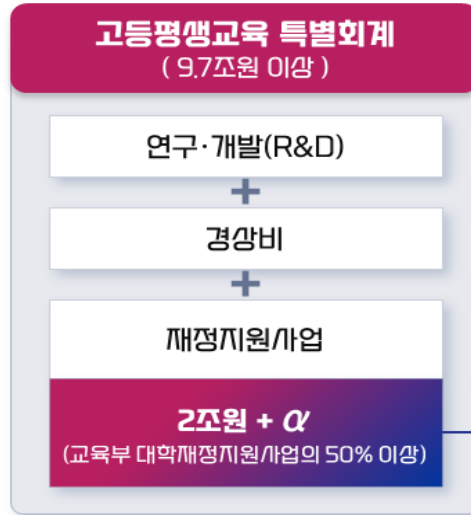 고등평생교육 특별회계
( 9.7조원 이상 )
연구·개발(R&D)
+
경상비
+
재정지원사업
2조원 + α
(교육부 대학재정지원사업의 50% 이상)